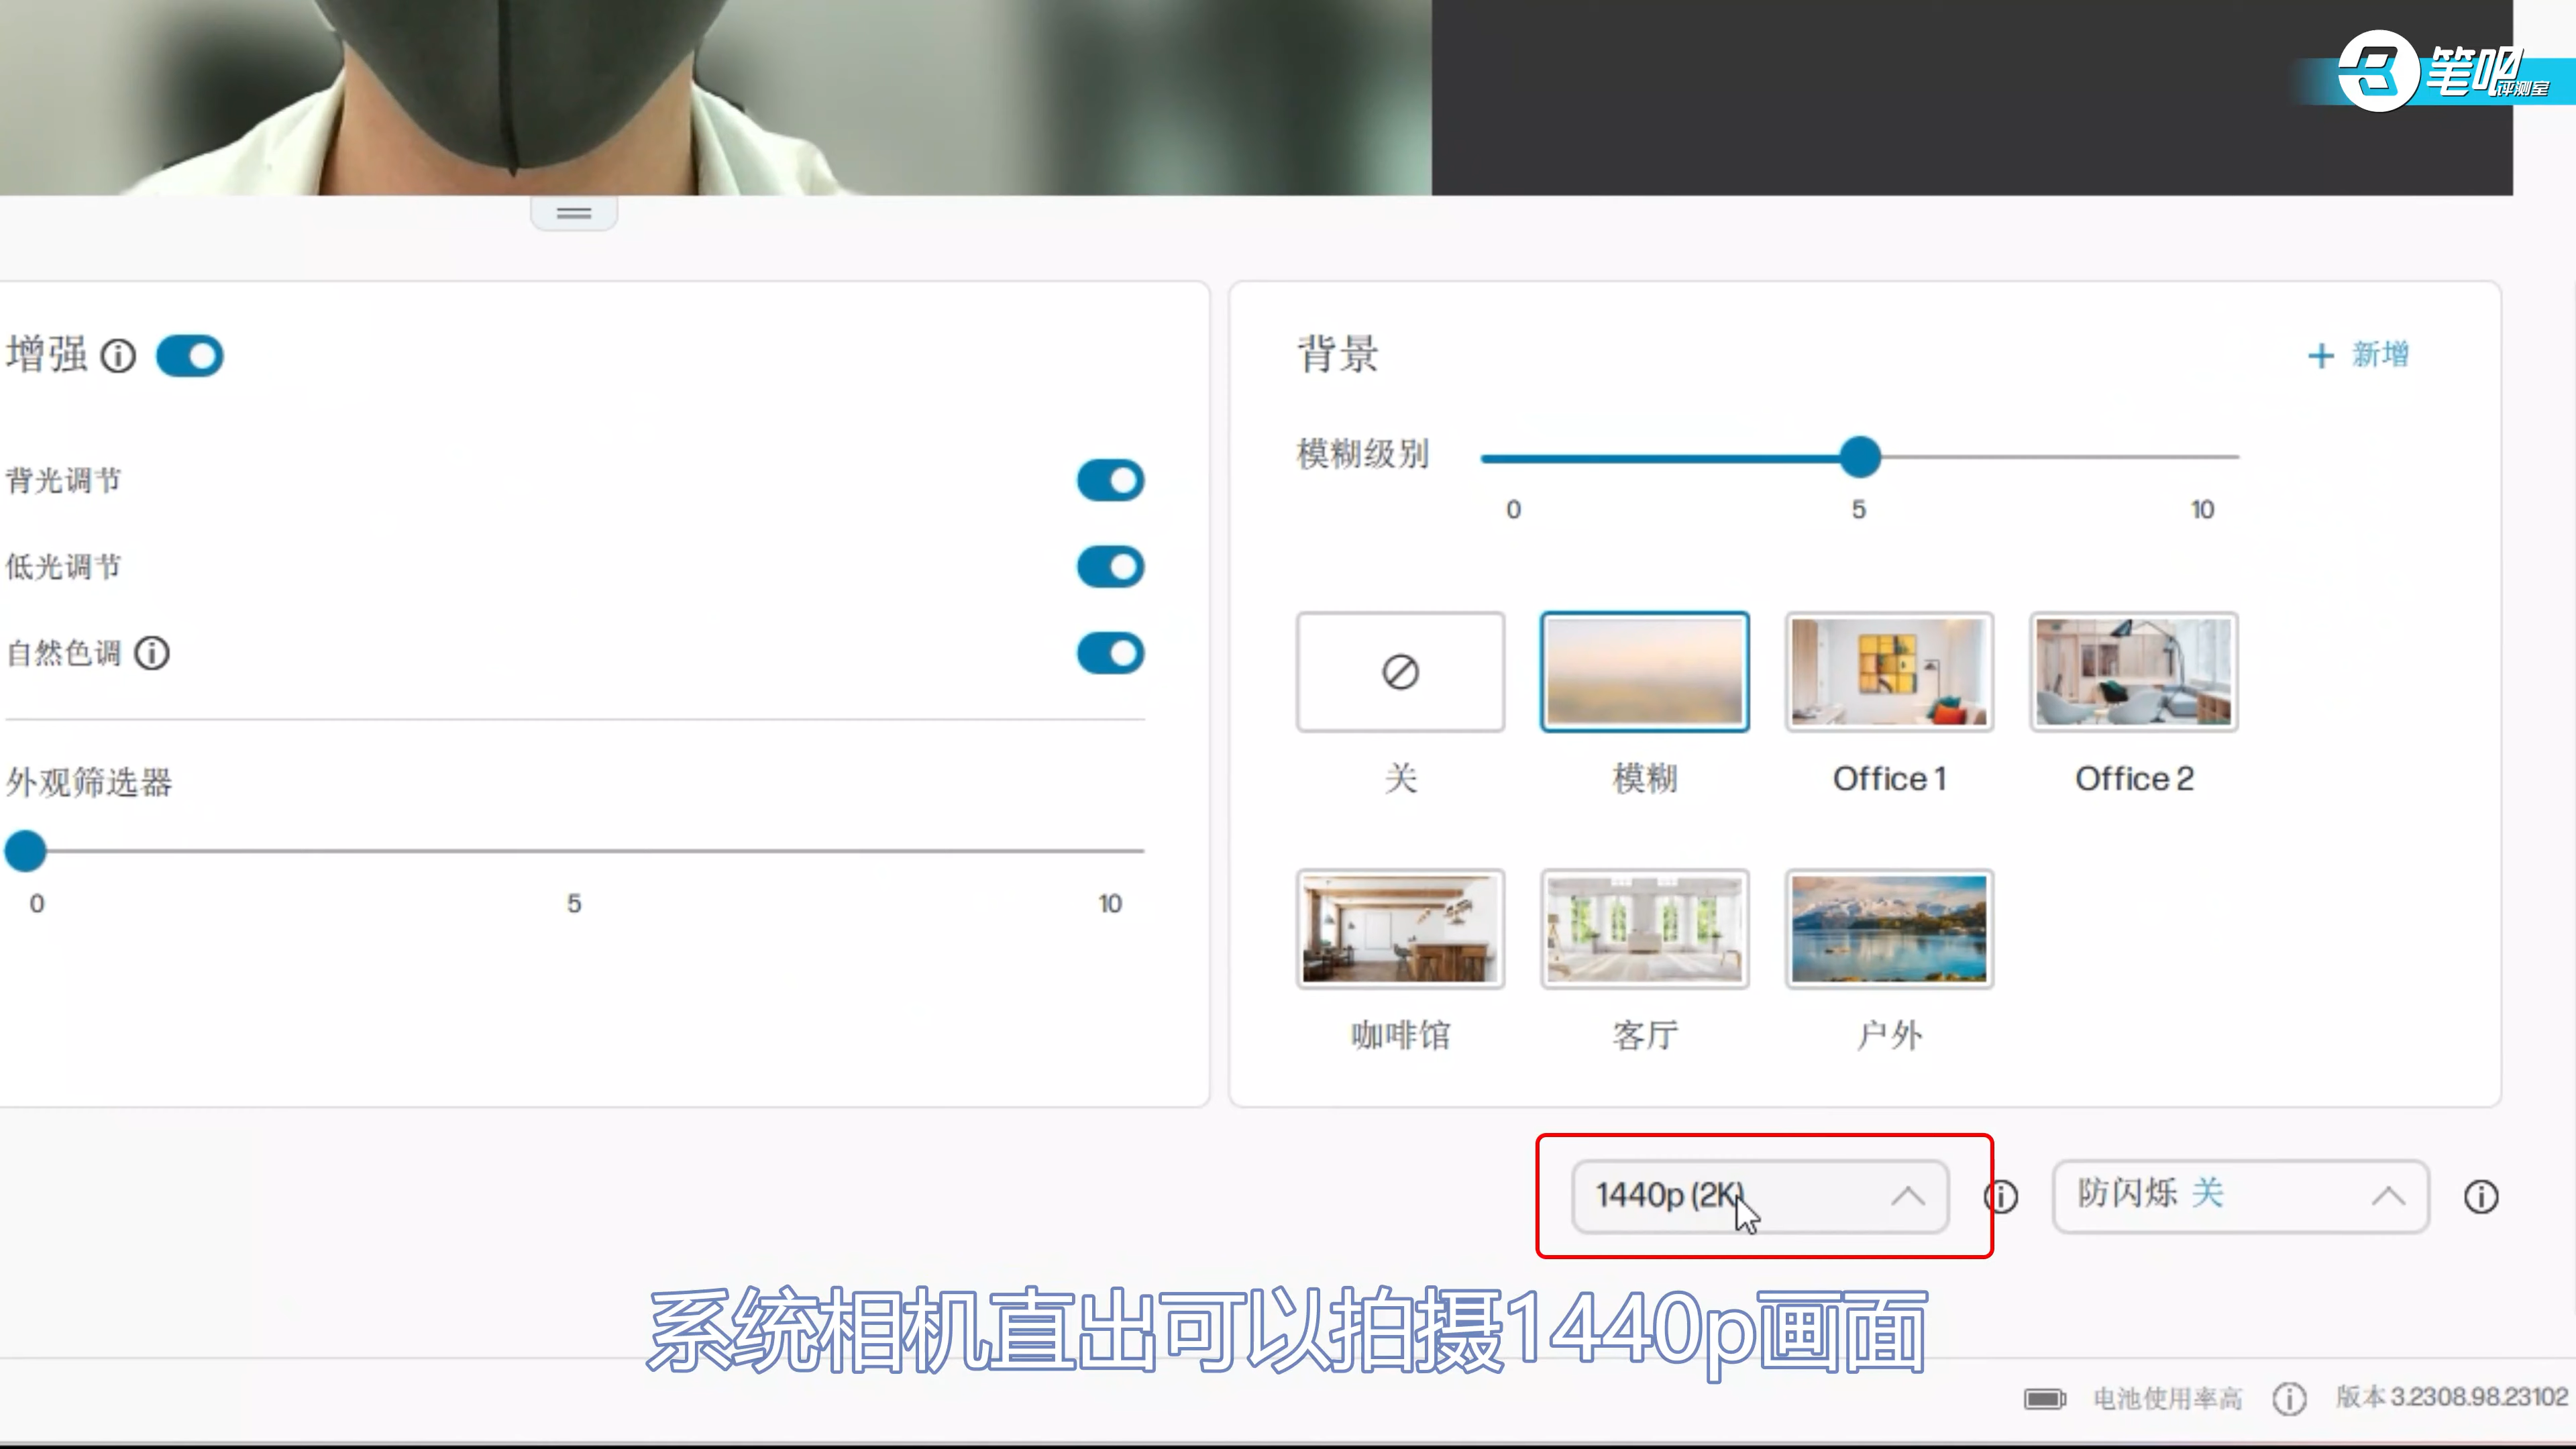 笔吧
评测室
增强
背景
+ 新增
模糊级别
0 5 10
背光调节
低光调节
自然色调
关 模糊 Office 1 Office 2
外观筛选器
0 5 10
咖啡馆 客厅 户外
1440p (2K)
防闪烁 关
系统相机直出可以拍摄1440p画面
电池使用率高
版本 3.2308.98.23102